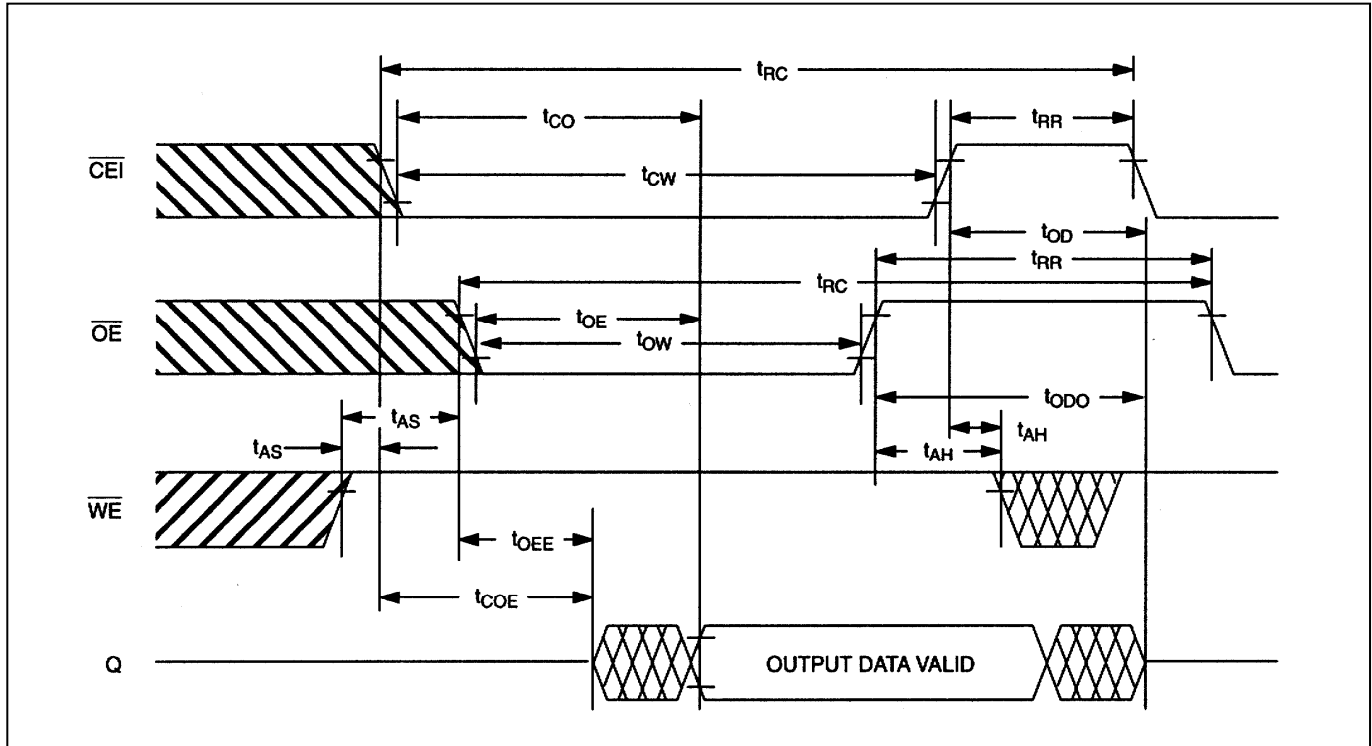 tRC
tCO
tRR
CEI
tCW
tOD
tRR
tRC
OE
tOE
tOW
tODO
tAS
tAH
tAS
tAH
WE
tOEE
tCOE
Q
OUTPUT DATA VALID